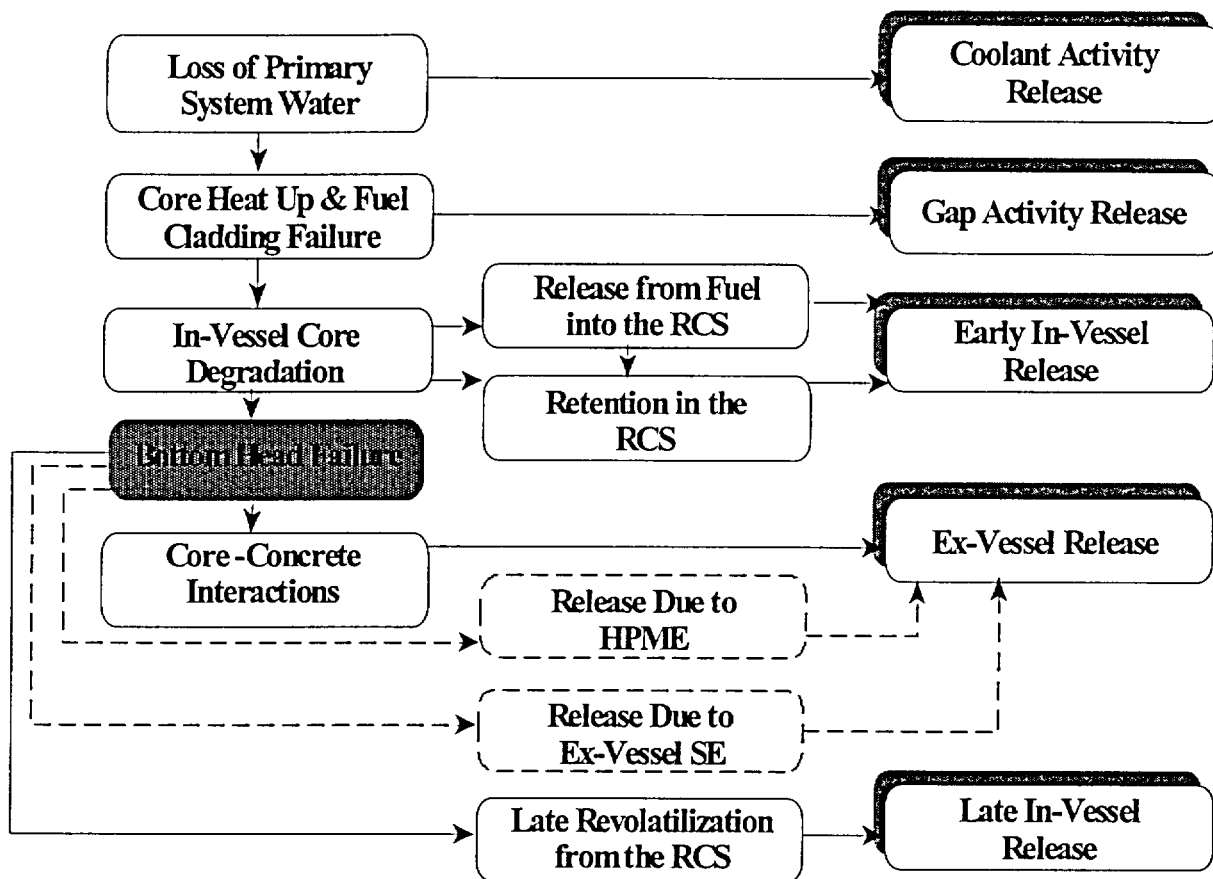 Loss of Primary
System Water
Coolant Activity
Release
Core Heat Up & Fuel
Cladding Failure
Gap Activity Release
In-Vessel Core
Degradation
Release from Fuel
into the RCS
Retention in the
RCS
Early In-Vessel
Release
Bottom Head Failure
Core-Concrete
Interactions
Ex-Vessel Release
Release Due to
HPME
Release Due to
Ex-Vessel SE
Late Revolatilization
from the RCS
Late In-Vessel
Release